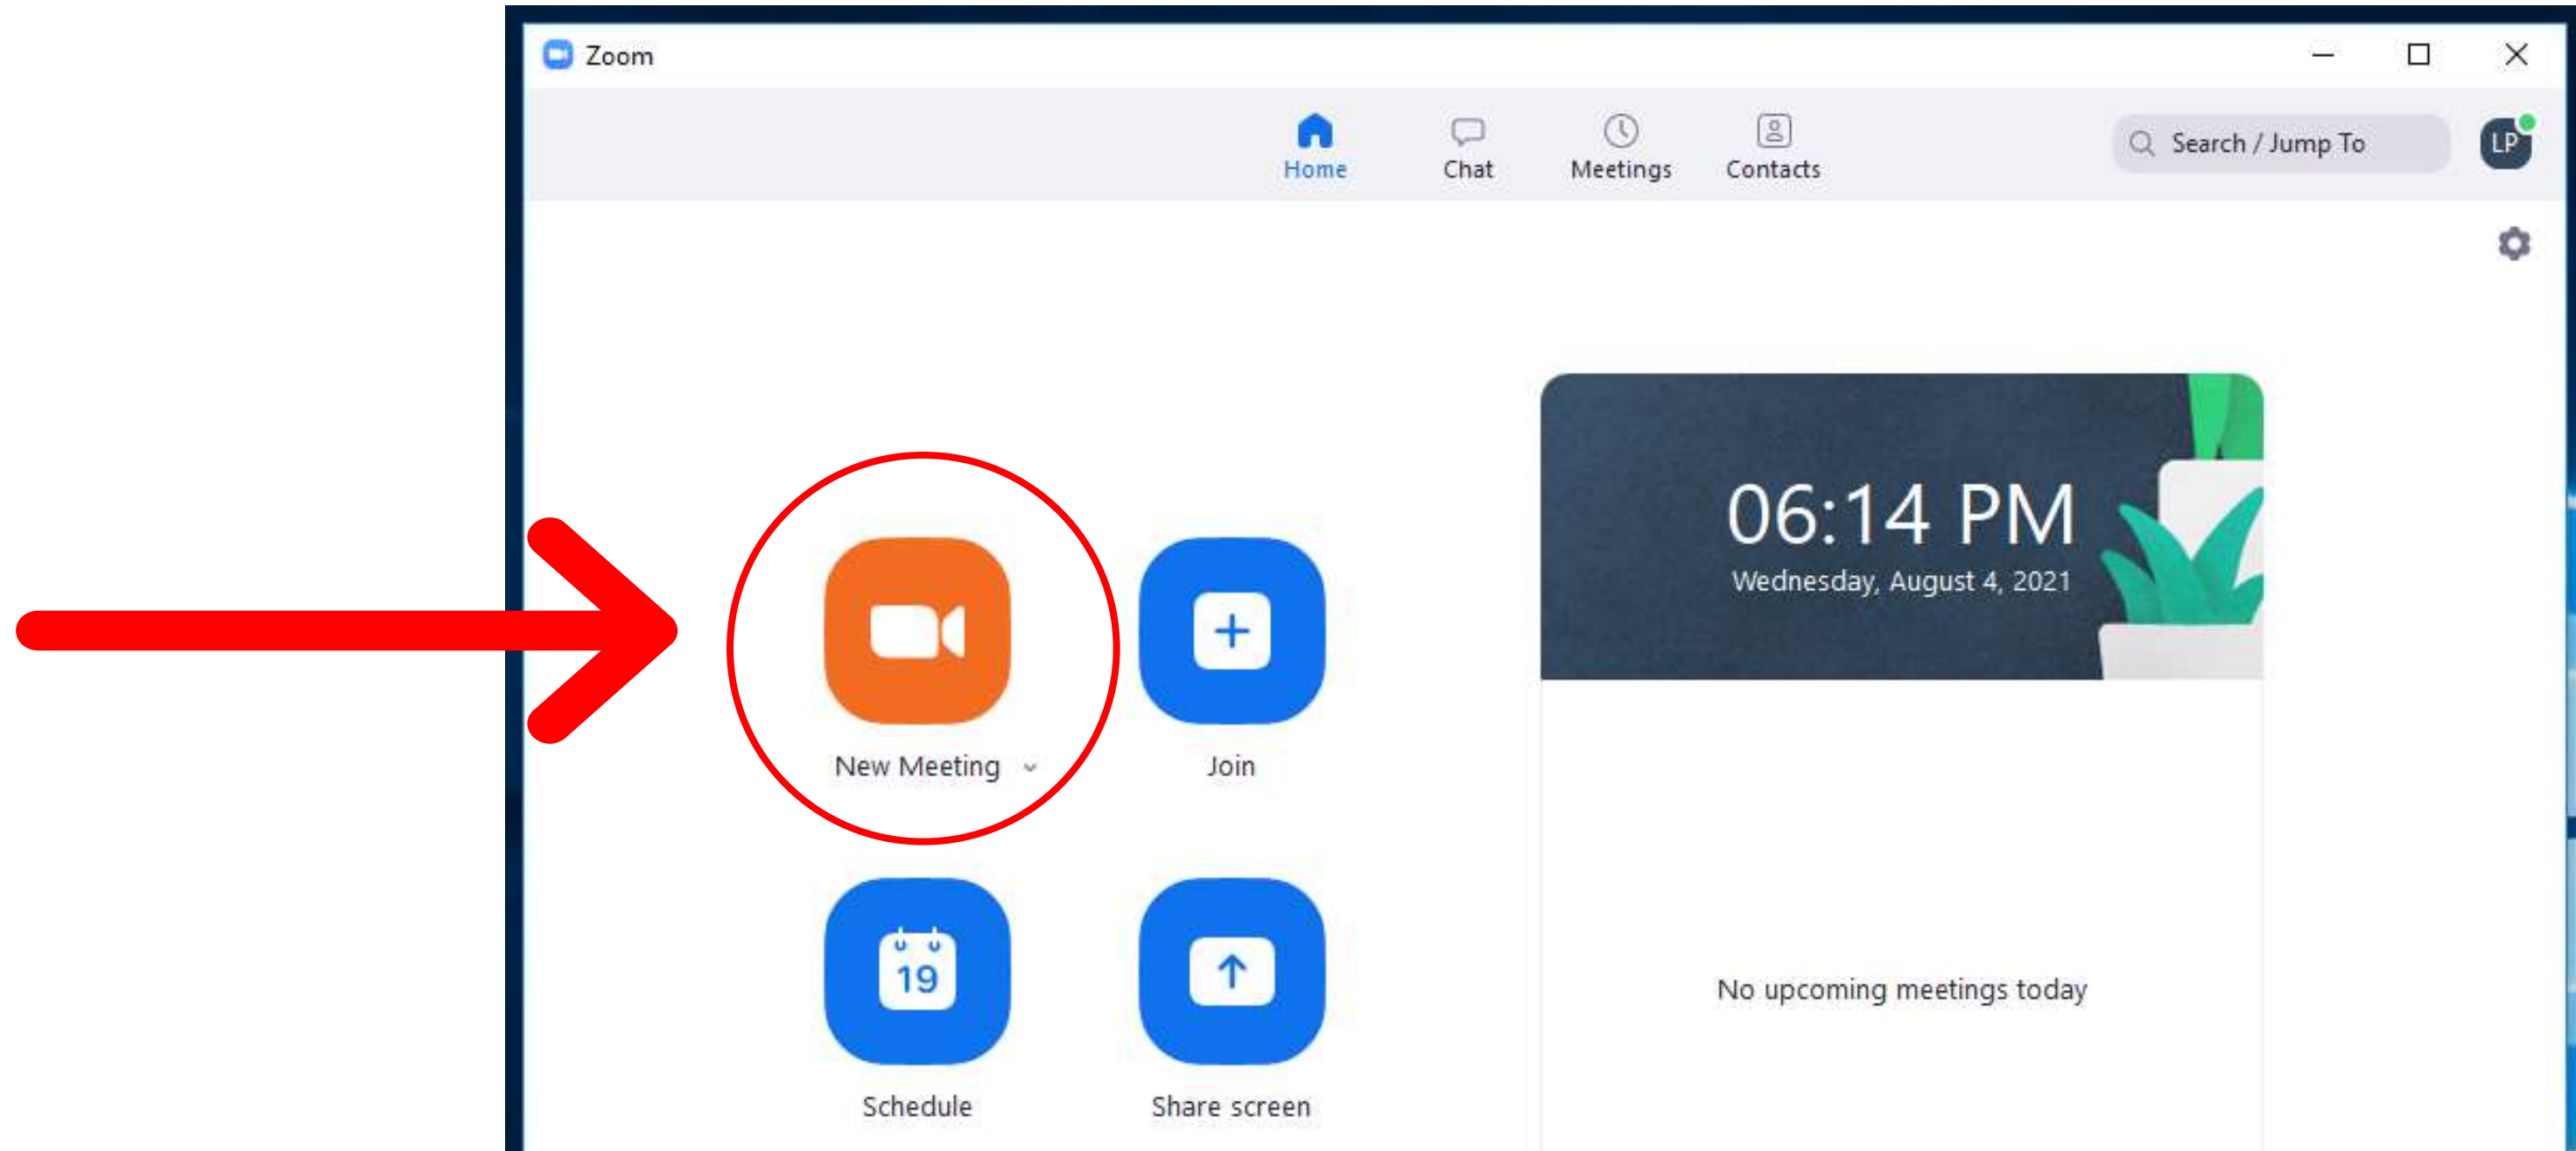 Zoom
Home Chat Meetings Contacts
Search / Jump To
LP
06:14 PM
Wednesday, August 4, 2021
New Meeting
Join
19
Schedule
Share screen
No upcoming meetings today